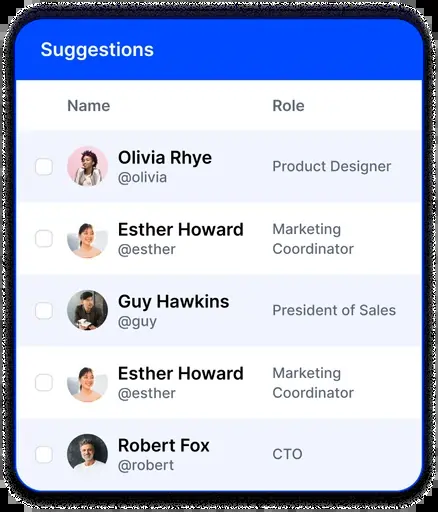 Suggestions
Name Role
Olivia Rhye
@olivia
Product Designer
Esther Howard
@esther
Marketing
Coordinator
Guy Hawkins
@guy
President of Sales
Esther Howard
@esther
Marketing
Coordinator
Robert Fox
@robert
CTO